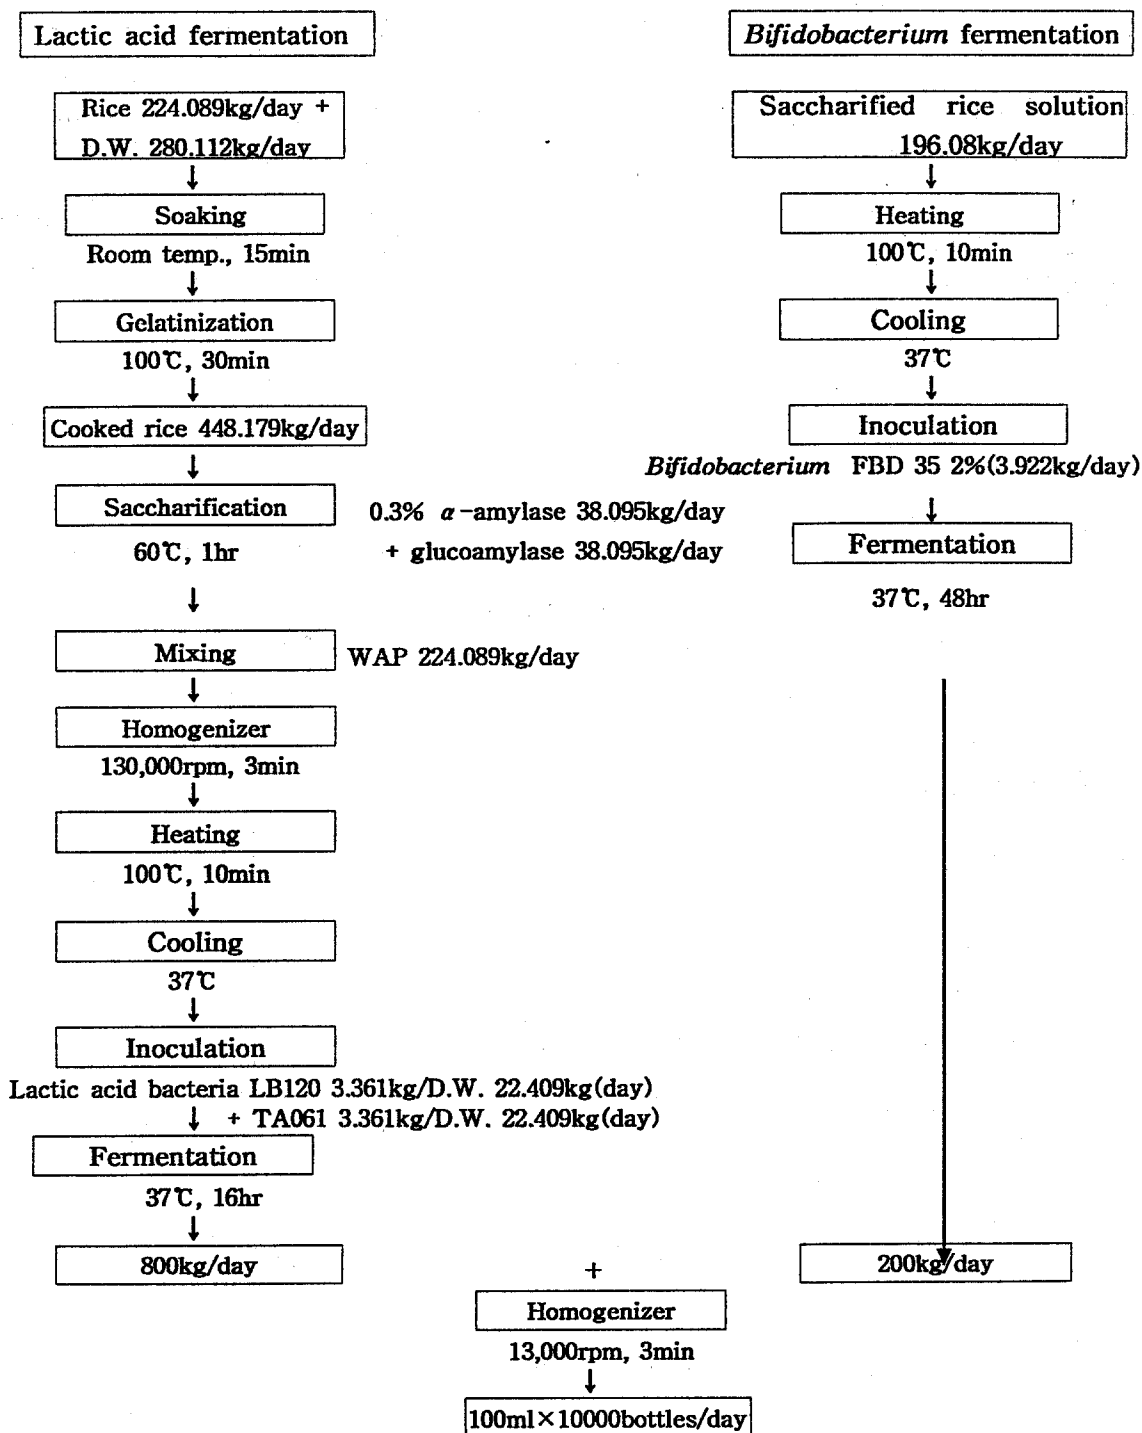 Lactic acid fermentation
Rice 224.089kg/day +
D.W. 280.112kg/day
↓
Soaking
Room temp., 15min
↓
Gelatinization
100℃, 30min
↓
Cooked rice 448.179kg/day
↓
Saccharification
0.3% α-amylase 38.095kg/day
60℃, 1hr
+ glucoamylase 38.095kg/day
↓
Mixing
WAP 224.089kg/day
↓
Homogenizer
130,000rpm, 3min
↓
Heating
100℃, 10min
↓
Cooling
37℃
↓
Inoculation
Lactic acid bacteria LB120 3.361kg/D.W. 22.409kg(day)
↓ + TA061 3.361kg/D.W. 22.409kg(day)
Fermentation
37℃, 16hr
↓
800kg/day
Bifidobacterium fermentation
Saccharified rice solution
196.08kg/day
↓
Heating
100℃, 10min
↓
Cooling
37℃
↓
Inoculation
Bifidobacterium FBD 35 2%(3.922kg/day)
↓
Fermentation
37℃, 48hr
200kg/day
+
Homogenizer
13,000rpm, 3min
↓
100ml×10000bottles/day